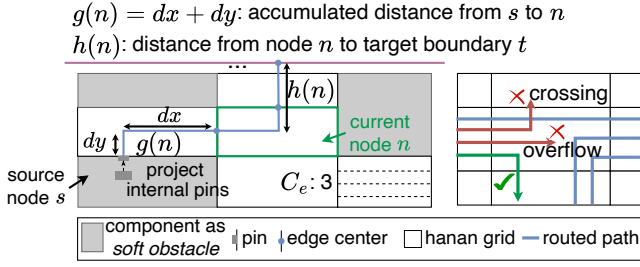 g(n) = dx + dy: accumulated distance from s to n
h(n): distance from node n to target boundary t
...
h(n)
dx
dy
g(n)
current
node n
source
node s
project
internal pins
C_e: 3
crossing
overflow
component as
soft obstacle
pin
edge center
hanan grid
routed path